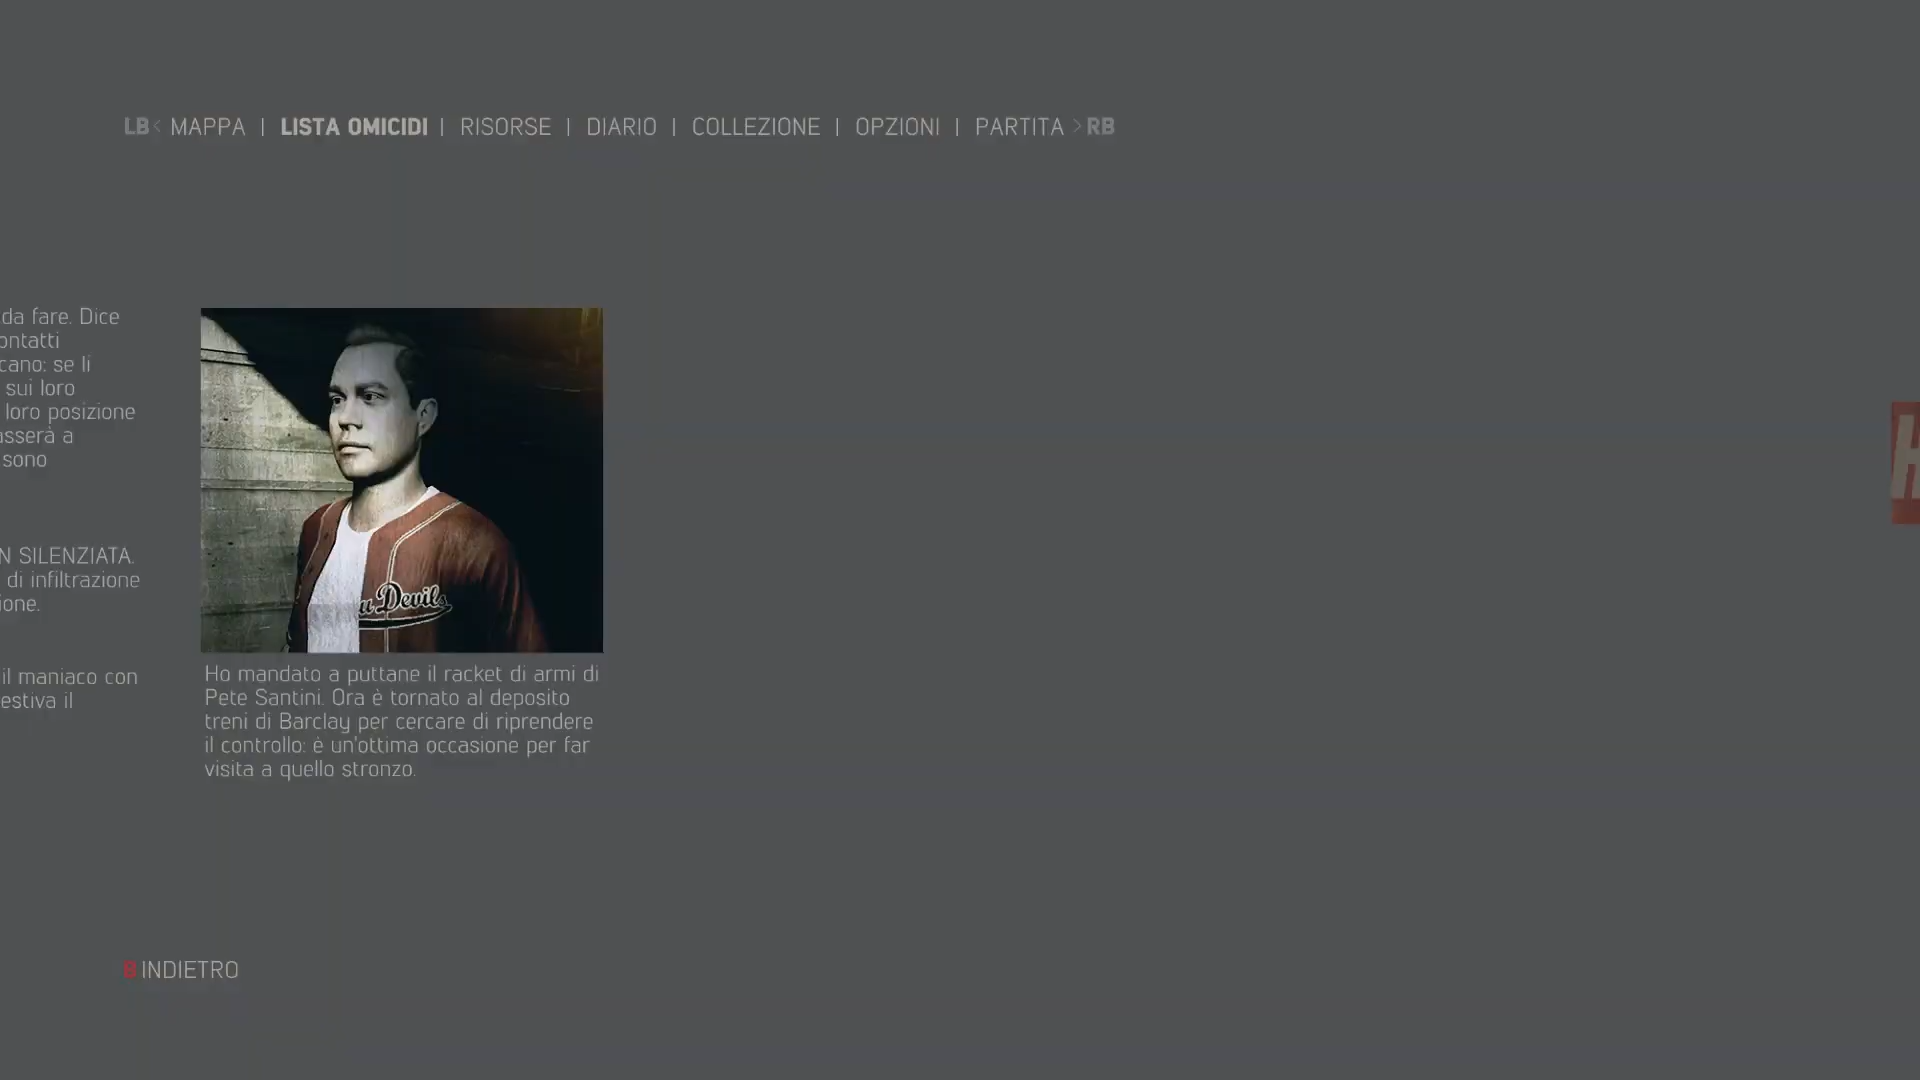 LB< MAPPA | LISTA OMICIDI | RISORSE | DIARIO | COLLEZIONE | OPZIONI | PARTITA >RB
da fare. Dice
ontatti
cano: se li
sui loro
loro posizione
asserà a
sono
N SILENZIATA.
di infiltrazione
ione.
il maniaco con
estiva il
u Devils
Ho mandato a puttane il racket di armi di
Pete Santini. Ora è tornato al deposito
treni di Barclay per cercare di riprendere
il controllo: è un'ottima occasione per far
visita a quello stronzo.
H
B INDIETRO